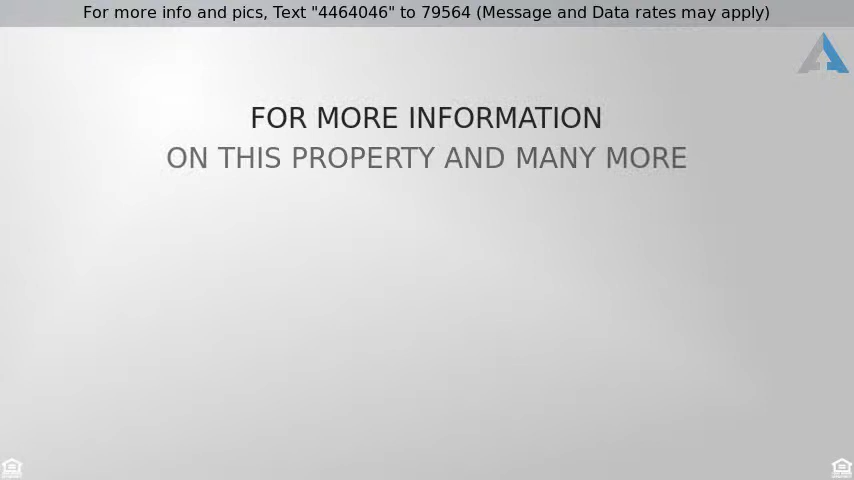 For more info and pics, Text "4464046" to 79564 (Message and Data rates may apply)
FOR MORE INFORMATION
ON THIS PROPERTY AND MANY MORE